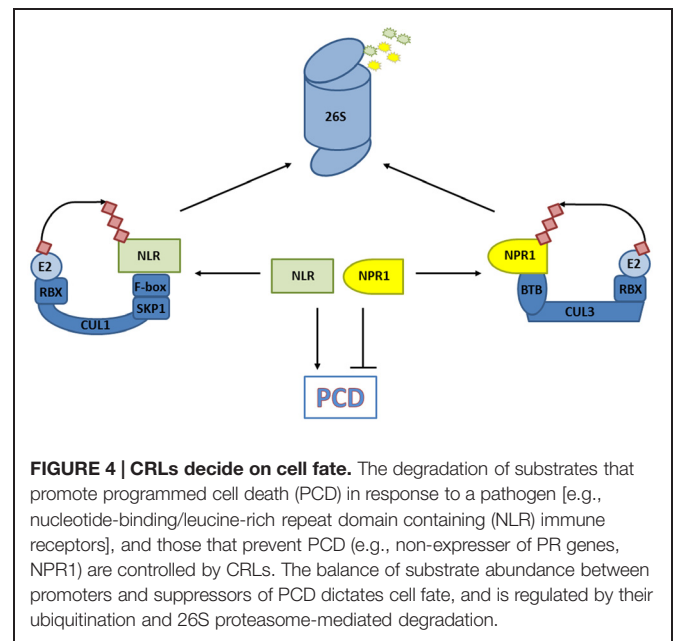 26S
NLR
NPR1
E2
E2
RBX
F-box
SKP1
CUL1
NLR
NPR1
BTB
RBX
CUL3
PCD
FIGURE 4 | CRLs decide on cell fate. The degradation of substrates that
promote programmed cell death (PCD) in response to a pathogen [e.g.,
nucleotide-binding/leucine-rich repeat domain containing (NLR) immune
receptors], and those that prevent PCD (e.g., non-expresser of PR genes,
NPR1) are controlled by CRLs. The balance of substrate abundance between
promoters and suppressors of PCD dictates cell fate, and is regulated by their
ubiquitination and 26S proteasome-mediated degradation.